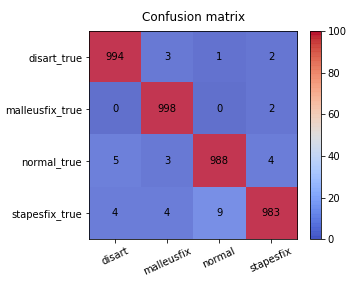 Confusion matrix
disart_true 994 3 1 2
malleusfix_true 0 998 0 2
normal_true 5 3 988 4
stapesfix_true 4 4 9 983
disart malleusfix normal stapesfix
100
80
60
40
20
0